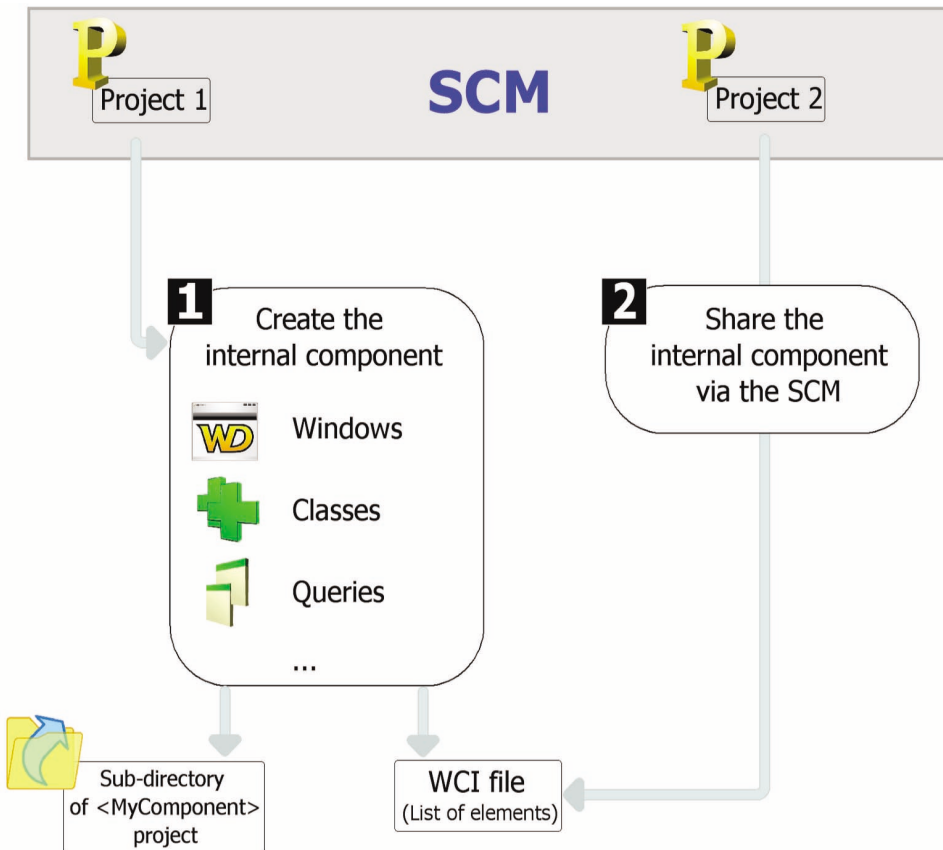 P
Project 1
SCM
P
Project 2
1
Create the
internal component
WD
Windows
Classes
Queries
...
2
Share the
internal component
via the SCM
Sub-directory
of <MyComponent>
project
WCI file
(List of elements)